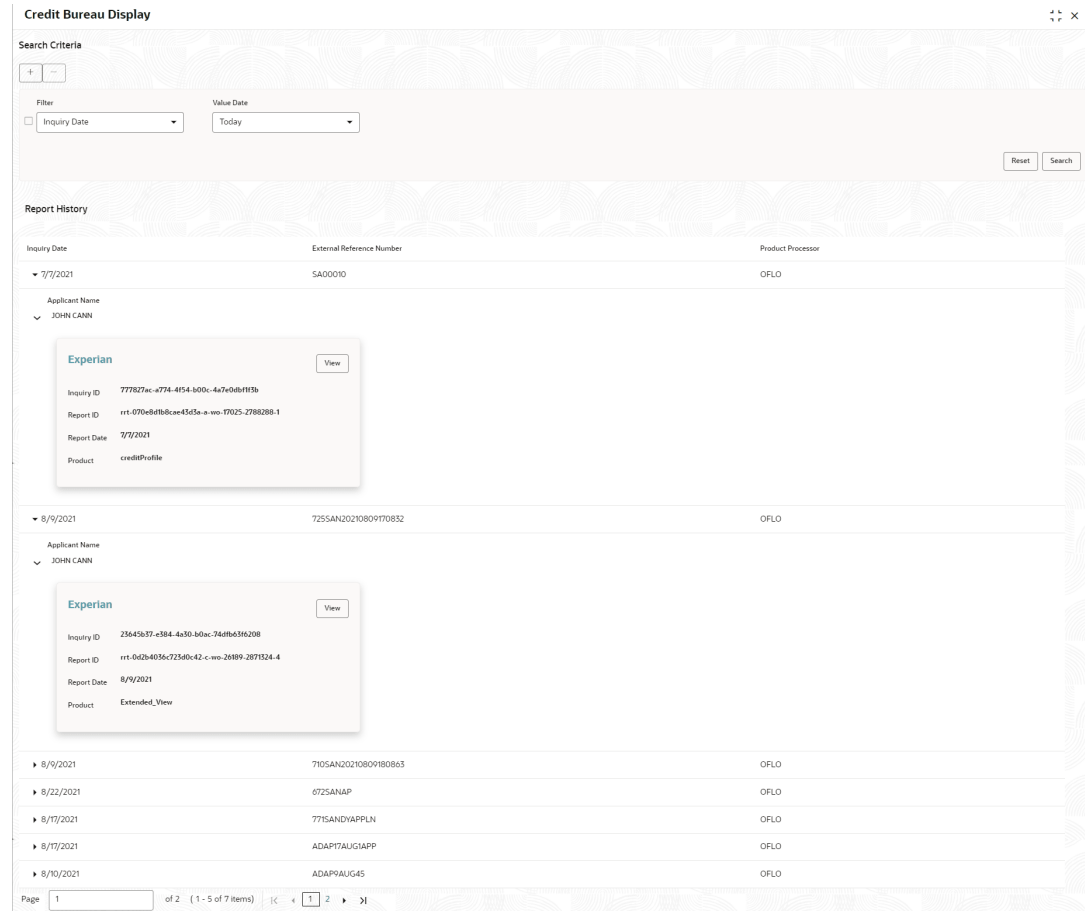 Credit Bureau Display
Search Criteria
Filter Value Date
Inquiry Date Today
Reset Search
Report History
Inquiry Date External Reference Number Product Processor
7/7/2021 SA00010 OFLO
Applicant Name
JOHN CANN
Experian View
Inquiry ID 777827ac-a774-4f54-b00c-4a7e0dbf1f3b
Report ID rrt-070e8d1b8cae43d3a-a-wo-17025-2788288-1
Report Date 7/7/2021
Product creditProfile
8/9/2021 725SAN20210809170832 OFLO
Applicant Name
JOHN CANN
Experian View
Inquiry ID 23645b37-e384-4a30-b0ac-74dfb63f6208
Report ID rrt-0d2b4036c723d0c42-c-wo-26189-2871324-4
Report Date 8/9/2021
Product Extended_View
8/9/2021 710SAN20210809180863 OFLO
8/22/2021 672SANAP OFLO
8/17/2021 771SANDYAPPLN OFLO
8/17/2021 ADAP17AUG1APP OFLO
8/10/2021 ADAP9AUG45 OFLO
Page 1 of 2 ( 1 - 5 of 7 items) 1 2